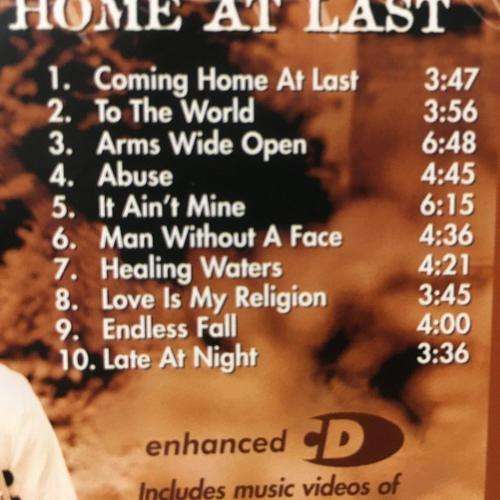 HOME AT LAST
1. Coming Home At Last 3:47
2. To The World 3:56
3. Arms Wide Open 6:48
4. Abuse 4:45
5. It Ain't Mine 6:15
6. Man Without A Face 4:36
7. Healing Waters 4:21
8. Love Is My Religion 3:45
9. Endless Fall 4:00
10. Late At Night 3:36
enhanced CD
Includes music videos of